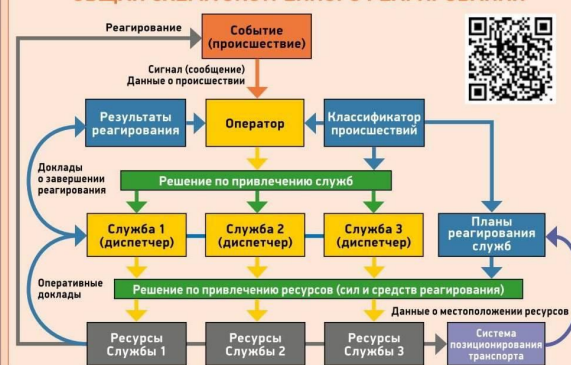 Реагирование
Событие
(происшествие)
Сигнал (сообщение)
Данные о происшествии
Результаты
реагирования
Оператор
Классификатор
происшествий
Доклады
о завершении
реагирования
Решение по привлечению служб
Служба 1
(диспетчер)
Служба 2
(диспетчер)
Служба 3
(диспетчер)
Планы
реагирования
служб
Оперативные
доклады
Решение по привлечению ресурсов (сил и средств реагирования)
Данные о местоположении ресурсов
Ресурсы
Службы 1
Ресурсы
Службы 2
Ресурсы
Службы 3
Система
позиционирования
транспорта